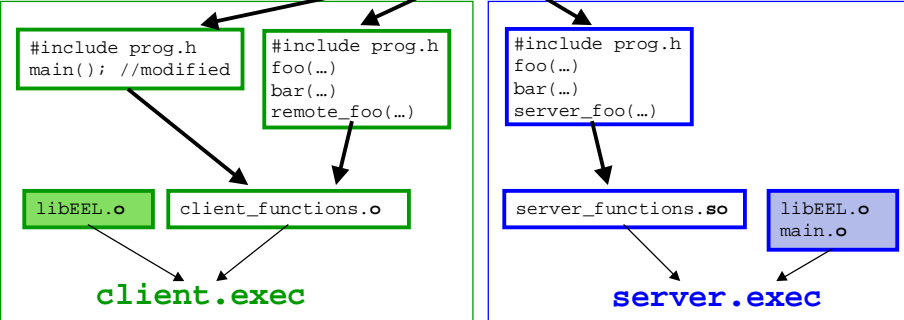 #include prog.h
main(); //modified
#include prog.h
foo(…)
bar(…)
remote_foo(…)
#include prog.h
foo(…)
bar(…)
server_foo(…)
libEEL.o
client_functions.o
server_functions.so
libEEL.o
main.o
client.exec
server.exec